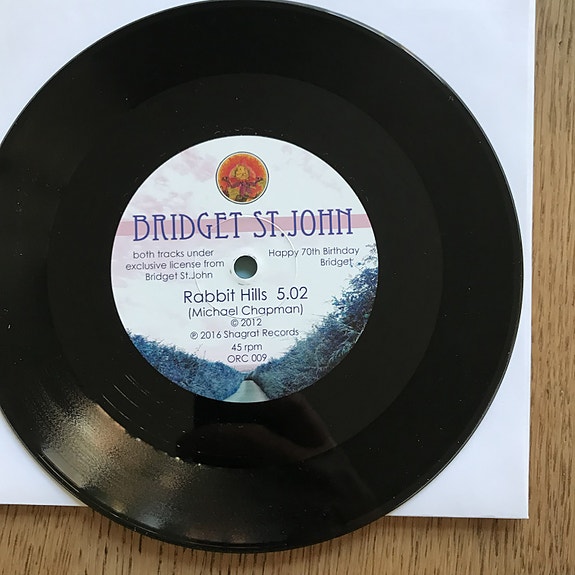 BRIDGET ST.JOHN
both tracks under
exclusive license from
Bridget St.John
Happy 70th Birthday
Bridget
Rabbit Hills 5.02
(Michael Chapman)
© 2012
℗ 2016 Shagrat Records
45 rpm
ORC 009